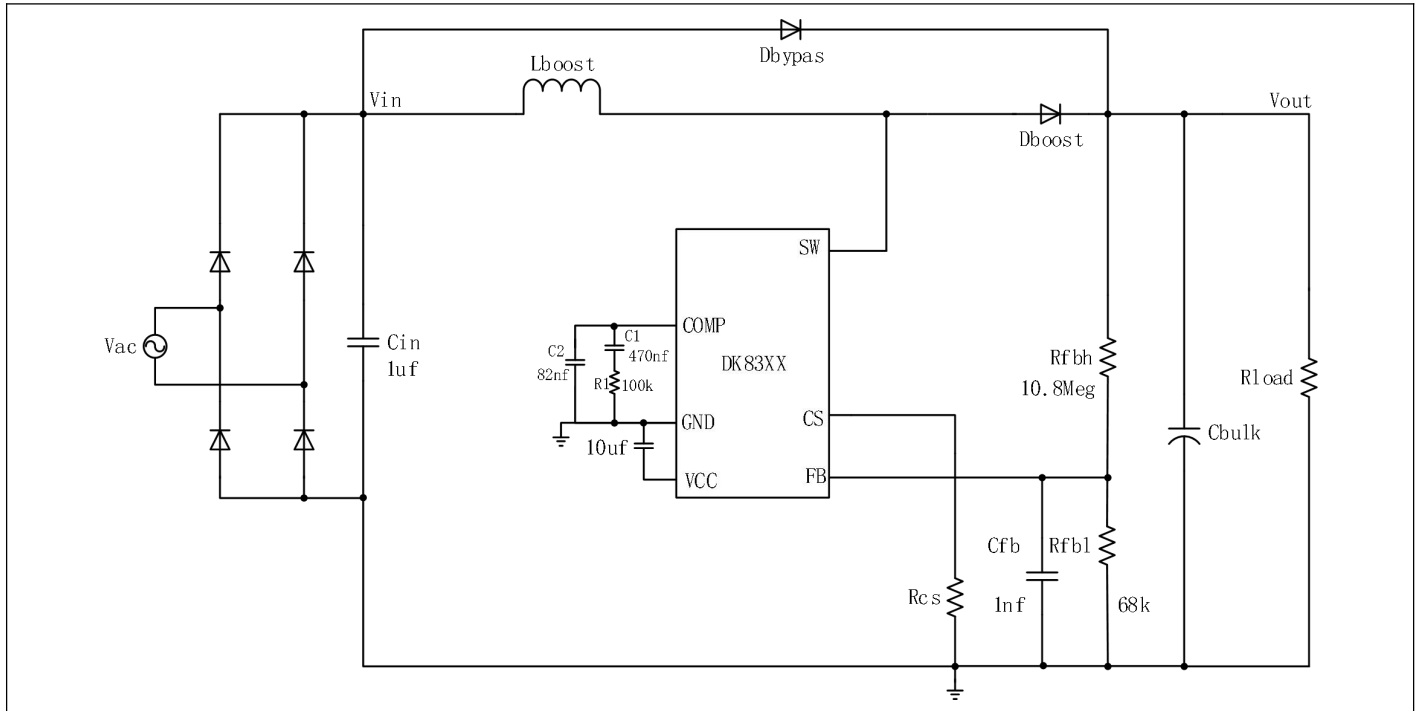 Dbypas
Lboost
Vin
Vout
Dboost
SW
COMP
C1
C2
470nf
82nf
DK83XX
R1
100k
Vac
Cin
1uf
Rfbh
10.8Meg
Rload
CS
GND
Cbulk
10uf
FB
VCC
Cfb
Rfbl
Rcs
1nf
68k